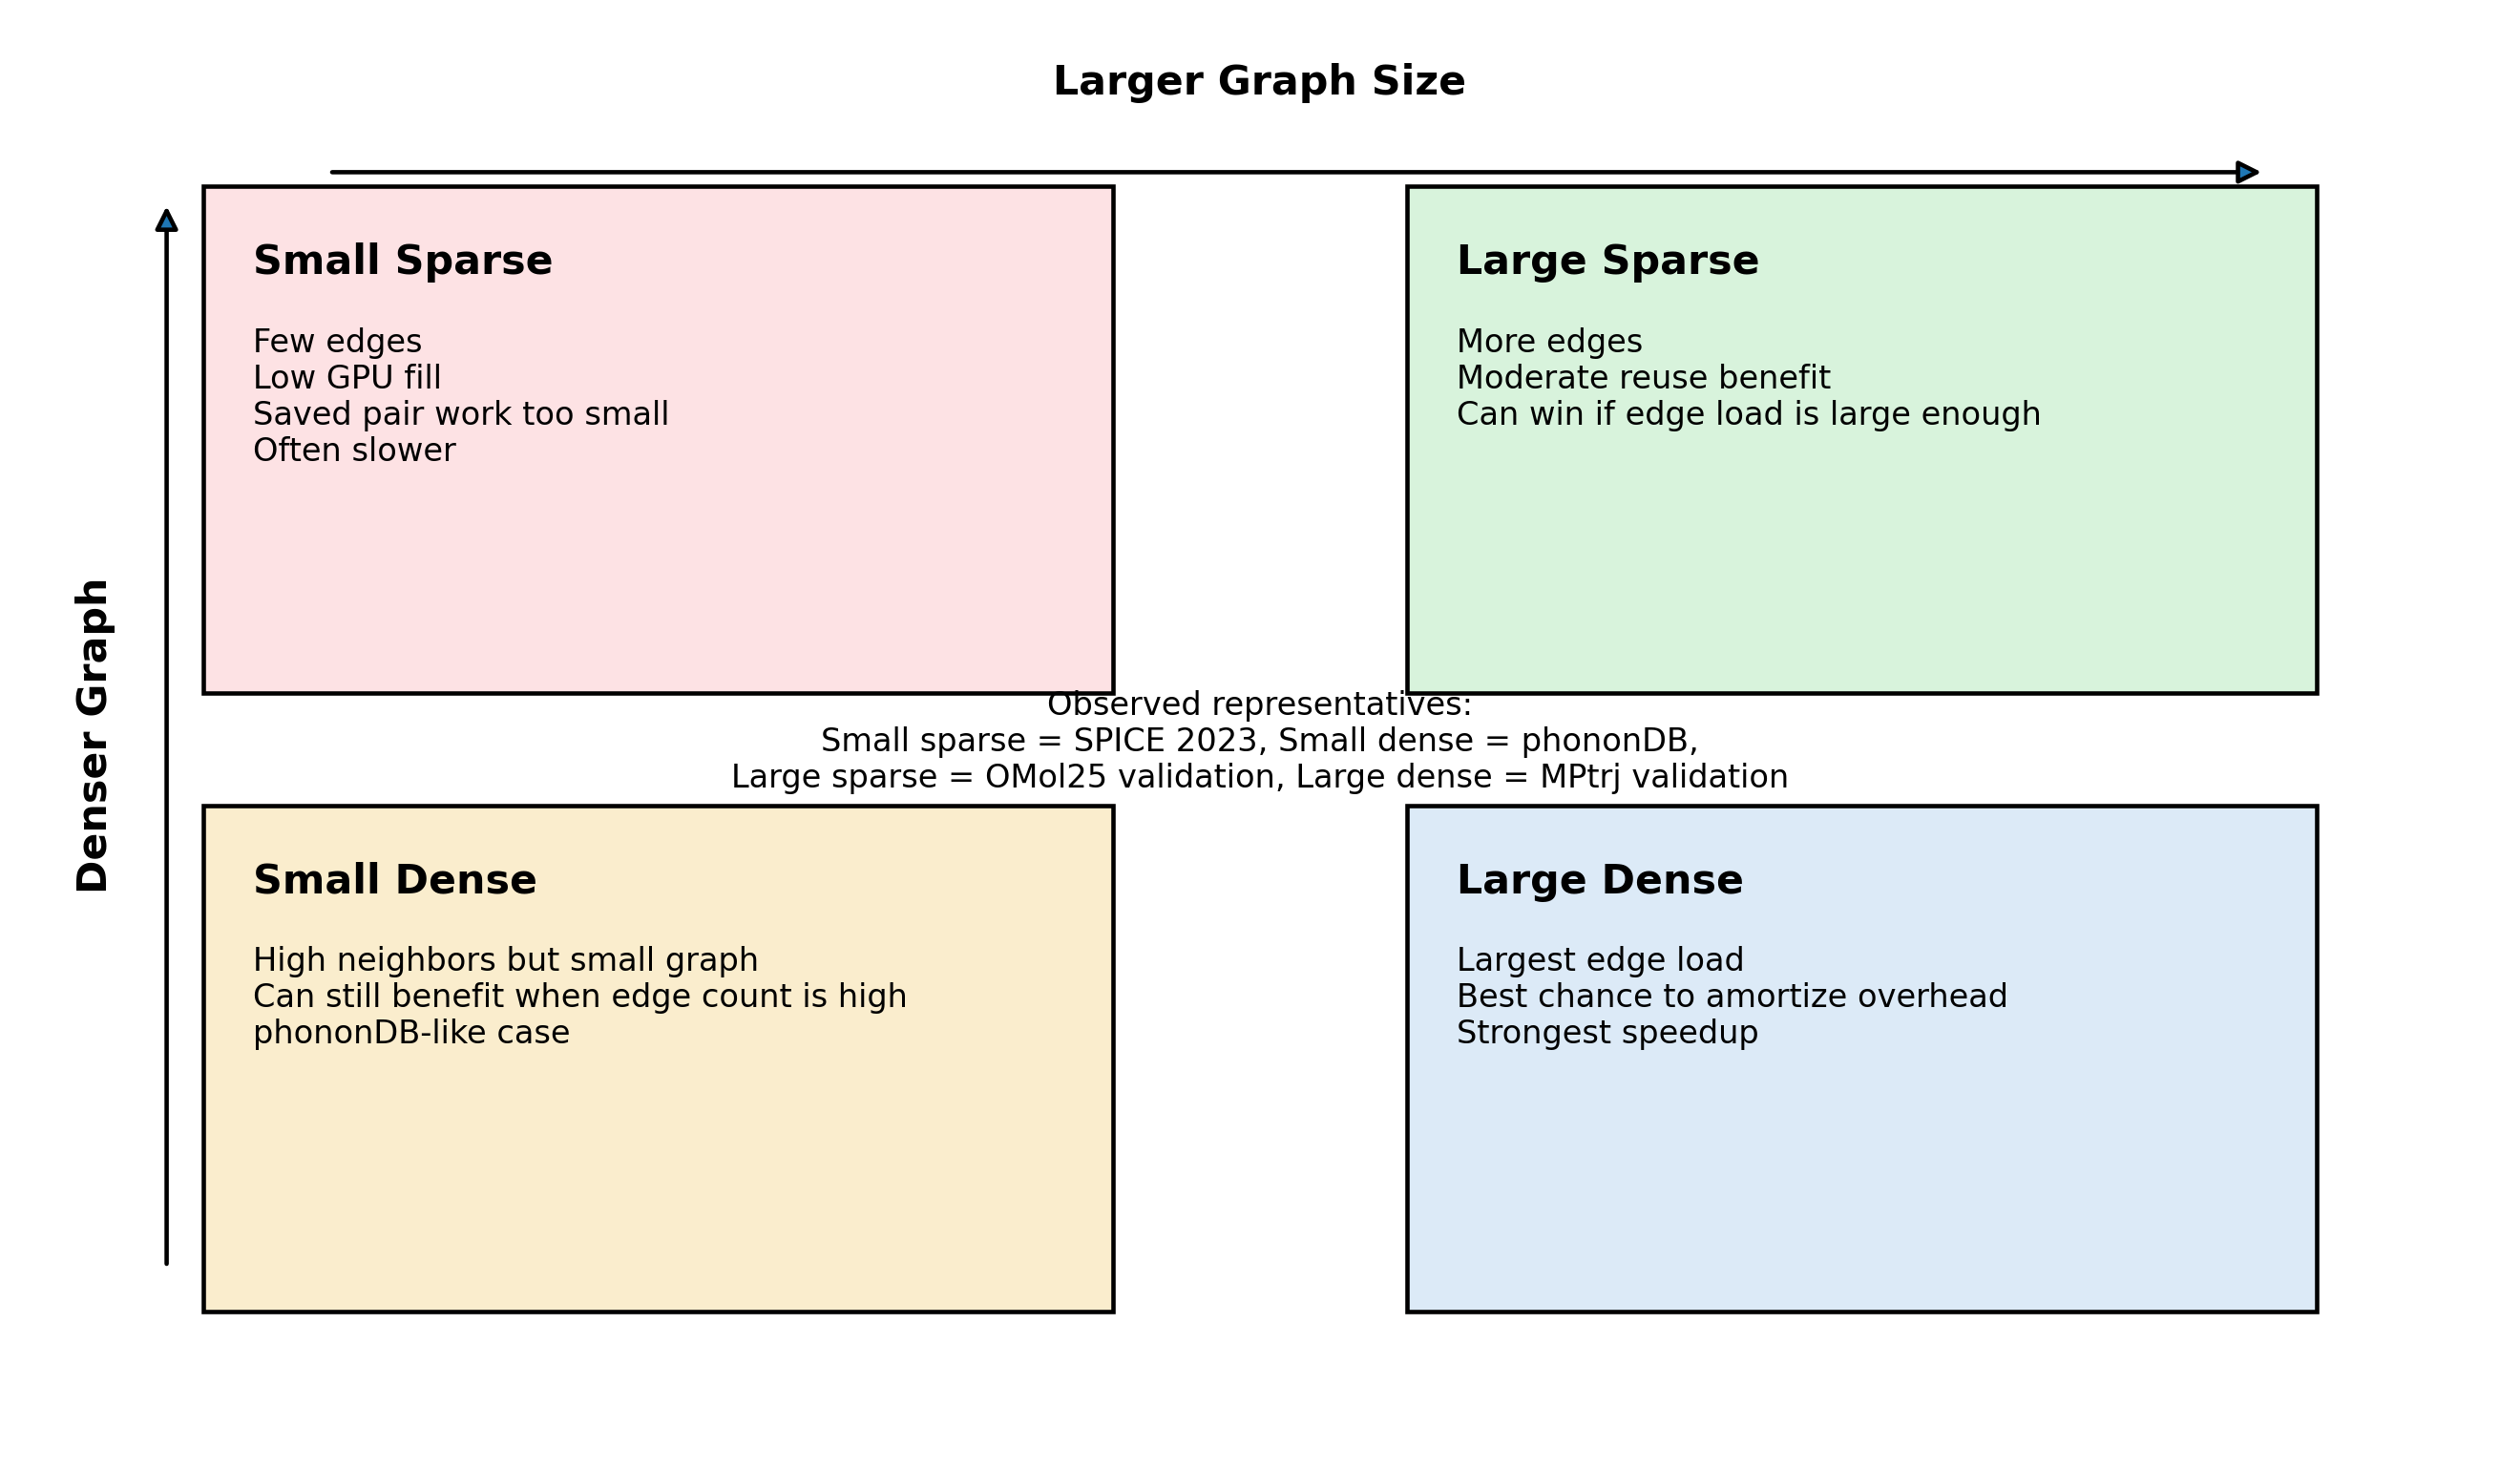 Larger Graph Size
Denser Graph
Small Sparse
Few edges
Low GPU fill
Saved pair work too small
Often slower
Large Sparse
More edges
Moderate reuse benefit
Can win if edge load is large enough
Observed representatives:
Small sparse = SPICE 2023, Small dense = phononDB,
Large sparse = OMol25 validation, Large dense = MPtrj validation
Small Dense
High neighbors but small graph
Can still benefit when edge count is high
phononDB-like case
Large Dense
Largest edge load
Best chance to amortize overhead
Strongest speedup